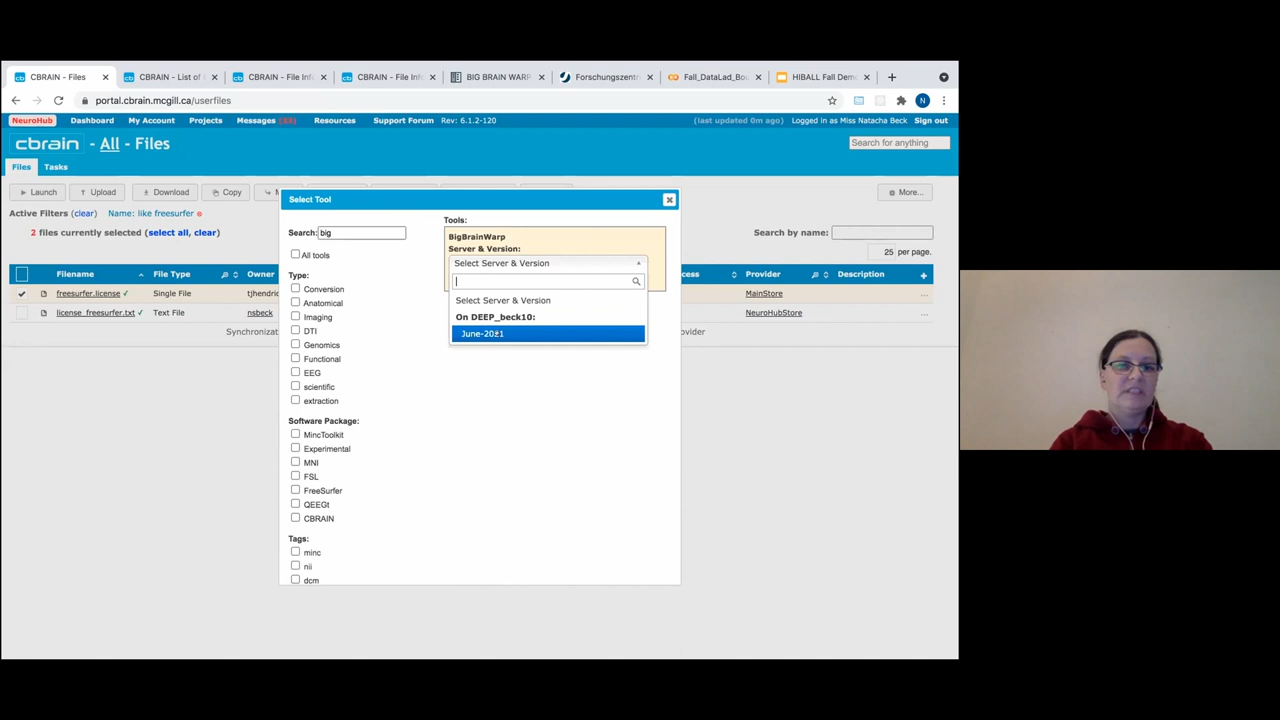 CBRAIN - Files
CBRAIN - List of
CBRAIN - File Inf
CBRAIN - File Inf
BIG BRAIN WARP
Forschungszentr
Fall_DataLad_Bou
HIBALL Fall Dem
portal.cbrain.mcgill.ca/userfiles
N
NeuroHub Dashboard My Account Projects Messages (33) Resources Support Forum Rev: 6.1.2-120 (last updated 0m ago) Logged in as Miss Natacha Beck Sign out
cbrain - All - Files
Search for anything
Files Tasks
Launch Upload Download Copy
More...
Active Filters (clear) Name: like freesurfer
2 files currently selected (select all, clear)
Search by name:
25 per page.
Filename File Type Owner
Provider Description
freesurfer.license Single File tjhendric
MainStore
license_freesurfer.txt Text File nsbeck
NeuroHubStore
Synchroniza
rovider
Select Tool
Search: big
All tools
Type:
Conversion
Anatomical
Imaging
DTI
Genomics
Functional
EEG
scientific
extraction
Software Package:
MincToolkit
Experimental
MNI
FSL
FreeSurfer
QEEGt
CBRAIN
Tags:
minc
nii
dcm
Tools:
BigBrainWarp
Server & Version:
Select Server & Version
Select Server & Version
On DEEP_beck10:
June-2021